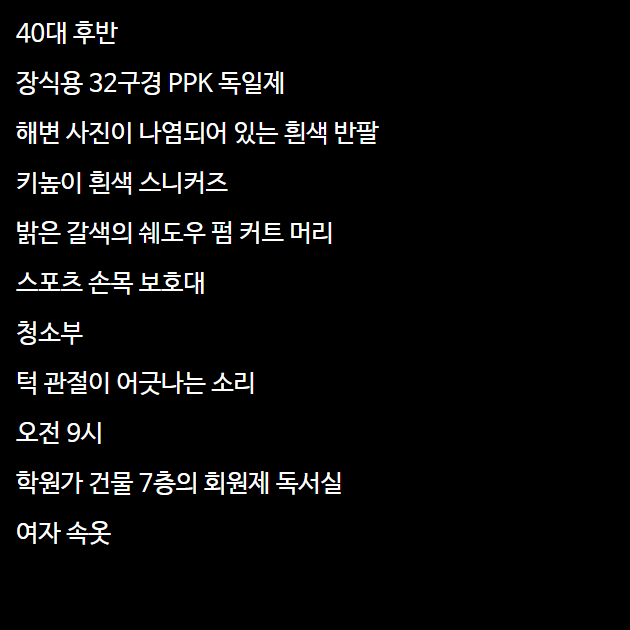 40대 후반
장식용 32구경 PPK 독일제
해변 사진이 나염되어 있는 흰색 반팔
키높이 흰색 스니커즈
밝은 갈색의 쉐도우 펌 커트 머리
스포츠 손목 보호대
청소부
턱 관절이 어긋나는 소리
오전 9시
학원가 건물 7층의 회원제 독서실
여자 속옷